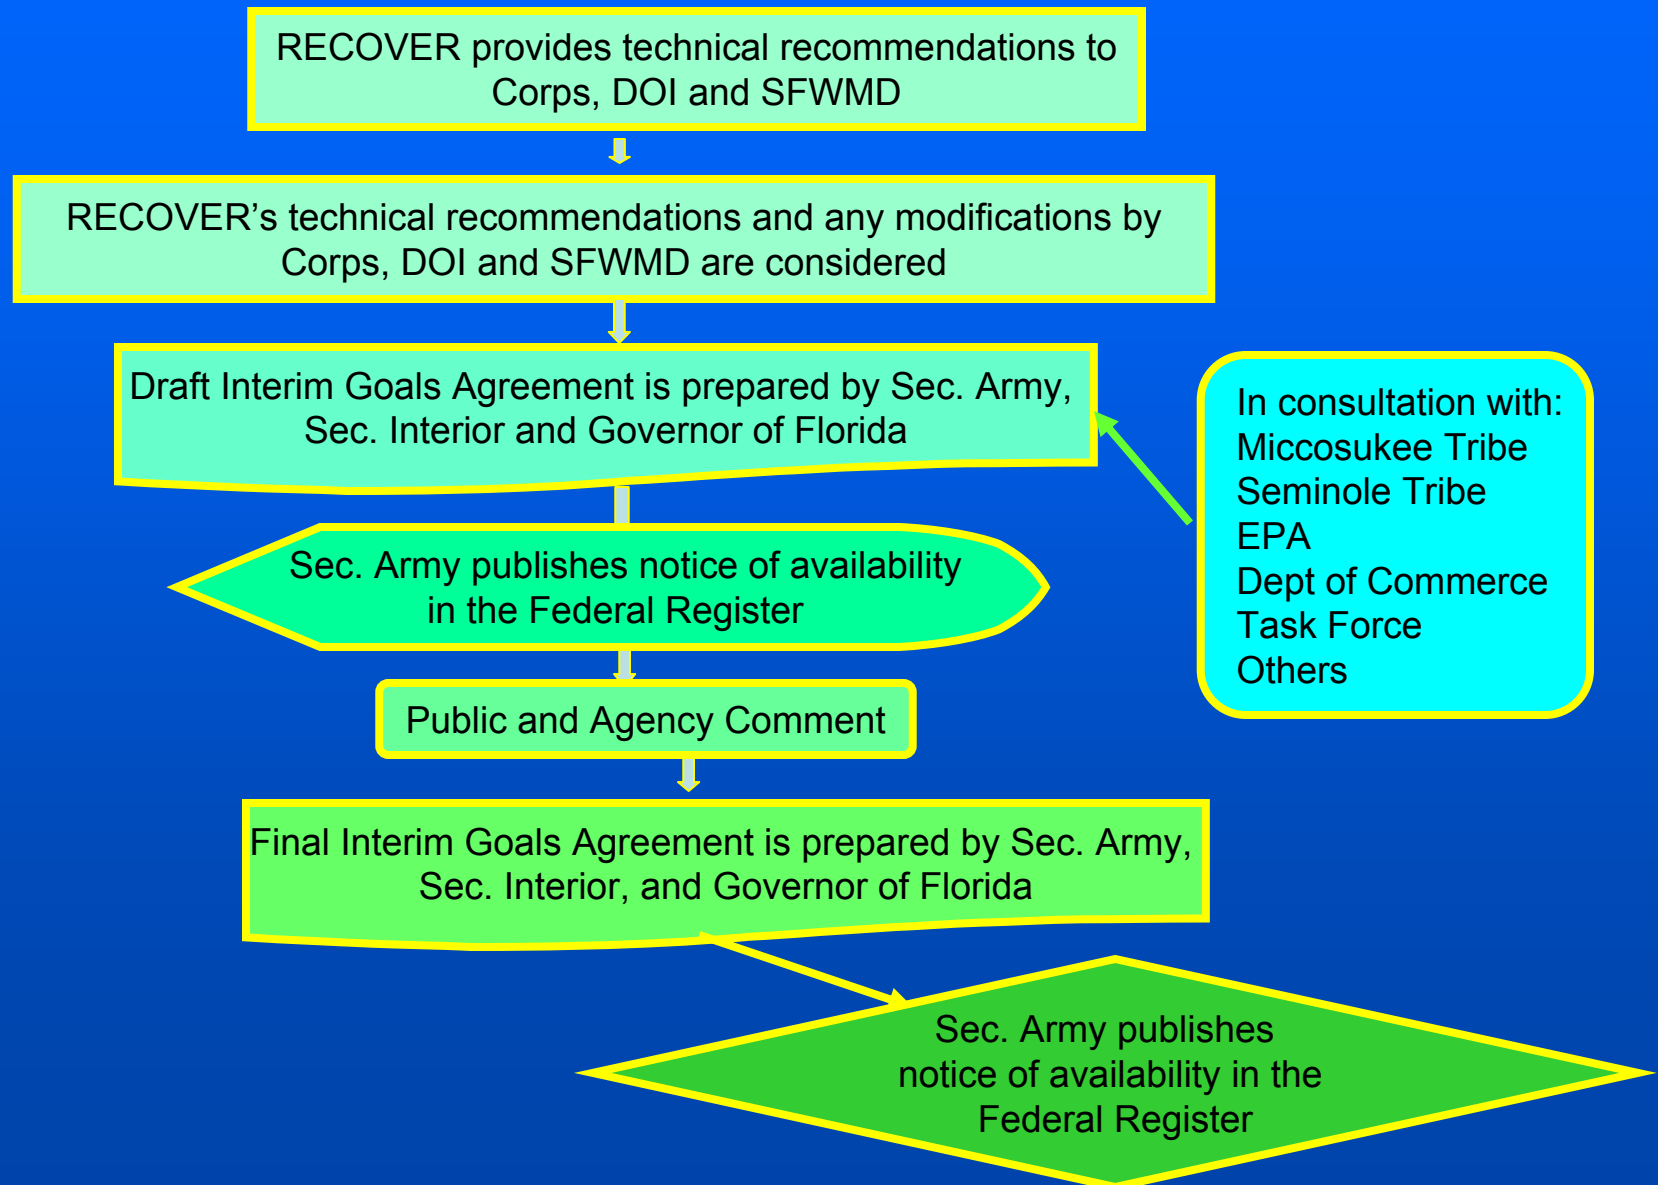 RECOVER provides technical recommendations to
Corps, DOI and SFWMD
RECOVER’s technical recommendations and any modifications by
Corps, DOI and SFWMD are considered
Draft Interim Goals Agreement is prepared by Sec. Army,
Sec. Interior and Governor of Florida
In consultation with:
Miccosukee Tribe
Seminole Tribe
EPA
Dept of Commerce
Task Force
Others
Sec. Army publishes notice of availability
in the Federal Register
Public and Agency Comment
Final Interim Goals Agreement is prepared by Sec. Army,
Sec. Interior, and Governor of Florida
Sec. Army publishes
notice of availability in the
Federal Register